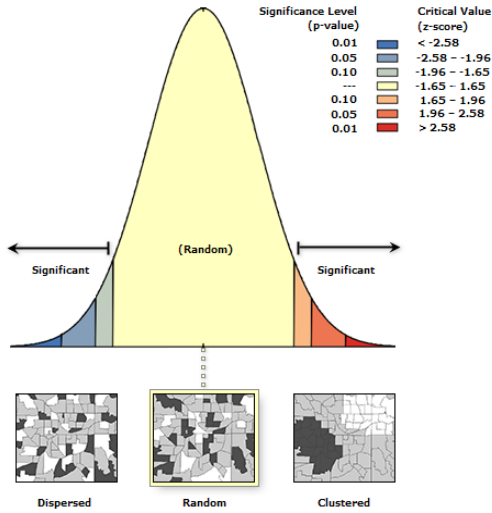 Significance Level Critical Value
(p-value) (z-score)
0.01 < -2.58
0.05 -2.58 – -1.96
0.10 -1.96 – -1.65
--- -1.65 – 1.65
0.10 1.65 – 1.96
0.05 1.96 – 2.58
0.01 > 2.58
(Random)
Significant Significant
Dispersed Random Clustered